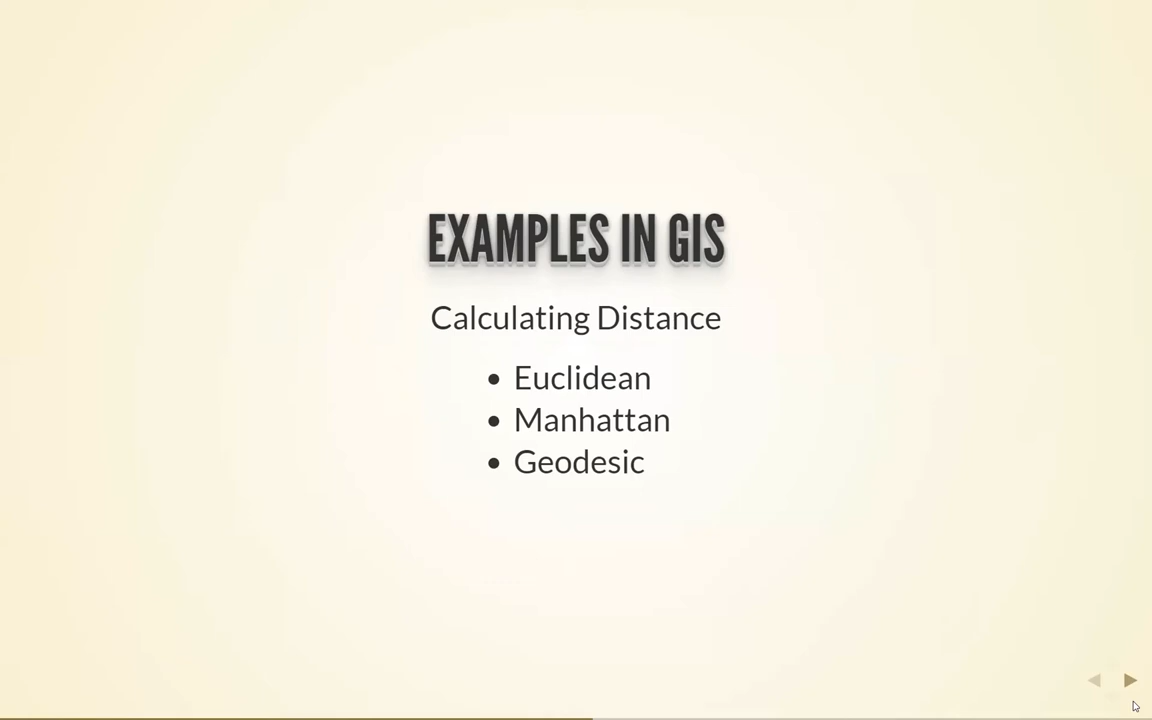 EXAMPLES IN GIS
Calculating Distance
• Euclidean
• Manhattan
• Geodesic